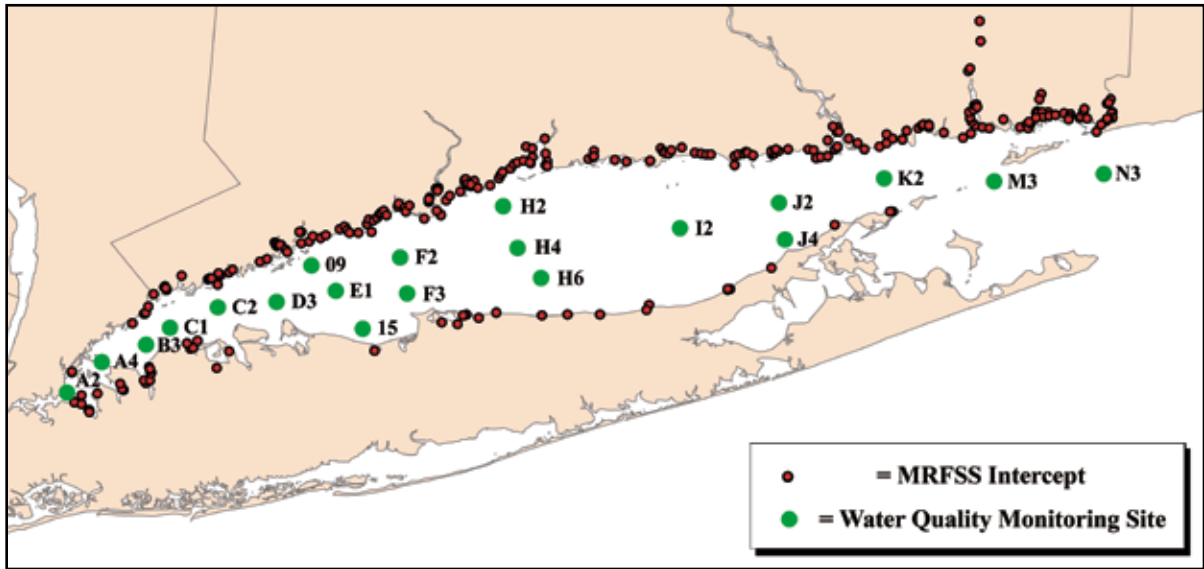 N3
M3
K2
J2
H2
I2
J4
H4
F2
09
H6
E1
F3
D3
C2
15
C1
B3
A4
A2
= MRFSS Intercept
= Water Quality Monitoring Site